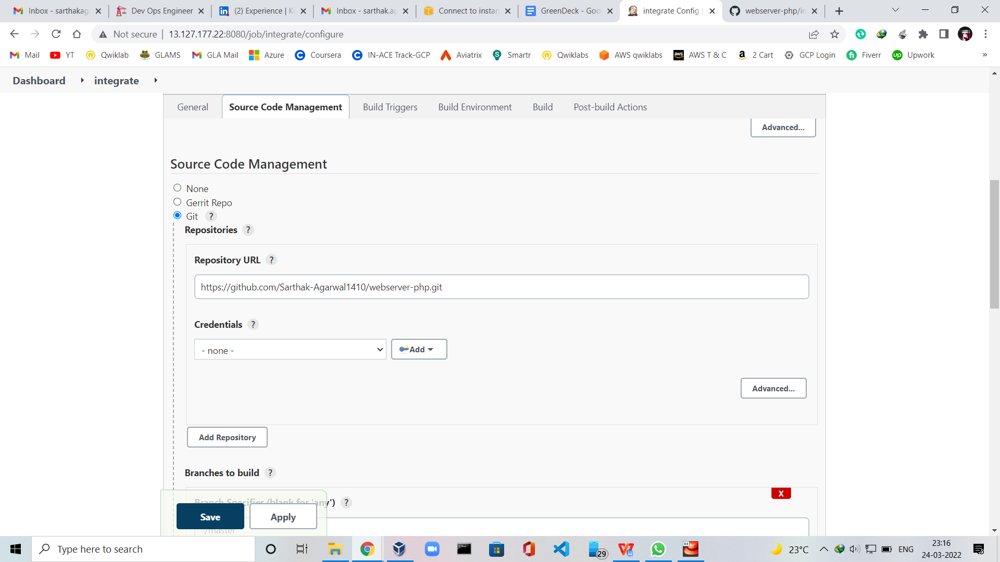 Inbox - sarthakag
Dev Ops Engineer
(2) Experience | K
Inbox - sarthak.ag
Connect to instan
GreenDeck - Goo
integrate Config [
webserver-php/in
Not secure | 13.127.177.22:8080/job/integrate/configure
Mail
YT
Qwiklab
GLAMS
GLA Mail
Azure
Coursera
IN-ACE Track-GCP
Aviatrix
Smartr
Qwiklabs
AWS qwiklabs
AWS T & C
2 Cart
GCP Login
Fiverr
Upwork
»
Dashboard
integrate
General
Source Code Management
Build Triggers
Build Environment
Build
Post-build Actions
Advanced...
Source Code Management
None
Gerrit Repo
Git ?
Repositories ?
Repository URL ?
https://github.com/Sarthak-Agarwal1410/webserver-php.git
Credentials ?
- none -
Add
Advanced...
Add Repository
Branches to build ?
X
Branch Specifier (blank for 'any') ?
Save
Apply
/master
Type here to search
29
64
23°C
ENG
23:16
24-03-2022